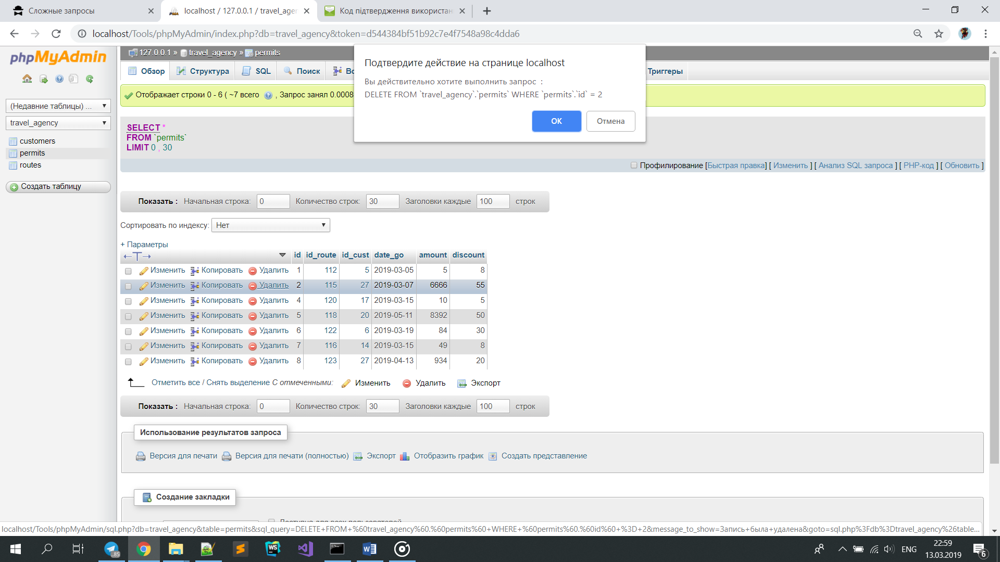 Сложные запросы
localhost / 127.0.0.1 / travel_agen
Код підтвердження використан
localhost/Tools/phpMyAdmin/index.php?db=travel_agency&token=d544384bf51b92c7e4f7548a98c4dda6
phpMyAdmin
(Недавние таблицы) ...
travel_agency
customers
permits
routes
Создать таблицу
127.0.0.1 » travel_agency » permits
Обзор Структура SQL Поиск Вс Триггеры
Подтвердите действие на странице localhost
Вы действительно хотите выполнить запрос :
DELETE FROM `travel_agency`.`permits` WHERE `permits`.`id` = 2
ОК Отмена
Отображает строки 0 - 6 ( ~7 всего , Запрос занял 0.0008
SELECT *
FROM `permits`
LIMIT 0 , 30
Профилирование [Быстрая правка] [ Изменить ] [ Анализ SQL запроса ] [ PHP-код ] [ Обновить ]
Показать : Начальная строка: 0 Количество строк: 30 Заголовки каждые 100 строк
Сортировать по индексу: Нет
+ Параметры
←T→ id id_route id_cust date_go amount discount
Изменить Копировать Удалить 1 112 5 2019-03-05 5 8
Изменить Копировать Удалить 2 115 27 2019-03-07 6666 55
Изменить Копировать Удалить 4 120 17 2019-03-15 10 5
Изменить Копировать Удалить 5 118 20 2019-05-11 8392 50
Изменить Копировать Удалить 6 122 6 2019-03-19 84 30
Изменить Копировать Удалить 7 116 14 2019-03-15 49 8
Изменить Копировать Удалить 8 123 27 2019-04-13 934 20
Отметить все / Снять выделение С отмеченными: Изменить Удалить Экспорт
Показать : Начальная строка: 0 Количество строк: 30 Заголовки каждые 100 строк
Использование результатов запроса
Версия для печати Версия для печати (полностью) Экспорт Отобразить график Создать представление
Создание закладки
Доступна для всех пользователей
localhost/Tools/phpMyAdmin/sql.php?db=travel_agency&table=permits&sql_query=DELETE+FROM+%60travel_agency%60.%60permits%60+WHERE+%60permits%60.%60id%60+%3D+2&message_to_show=Запись+была+удалена&goto=sql.php%3Fdb%3Dtravel_agency%26table...
.85
WS
ENG
22:59
13.03.2019
6